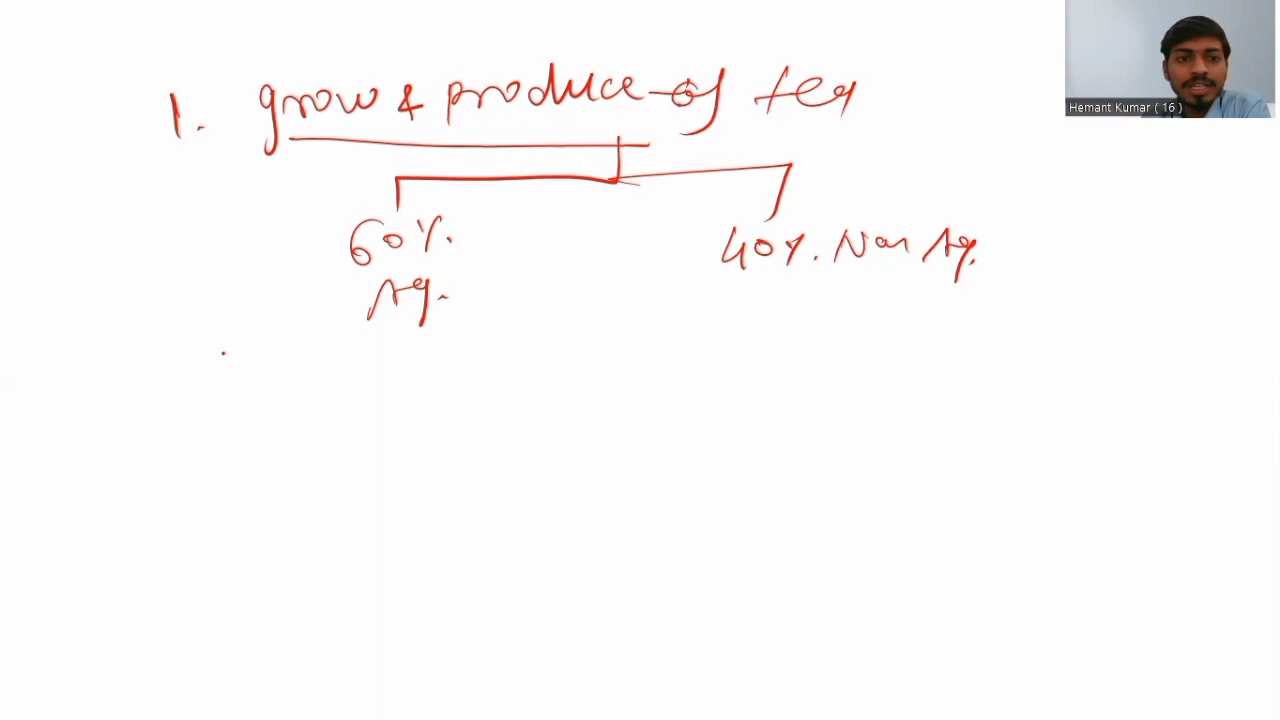 1. grow & produce of tea
Hemant Kumar ( 16 )
60%. 40%. Non Ag.
Ag.